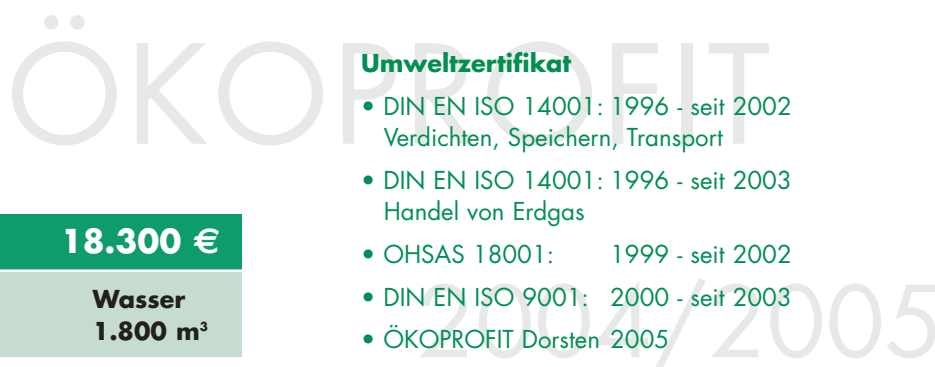 ÖKOPROFIT
Umweltzertifikat
• DIN EN ISO 14001: 1996 - seit 2002
Verdichten, Speichern, Transport
• DIN EN ISO 14001: 1996 - seit 2003
Handel von Erdgas
• OHSAS 18001: 1999 - seit 2002
• DIN EN ISO 9001: 2000 - seit 2003
• ÖKOPROFIT Dorsten 2005
2004/2005
18.300 €
Wasser
1.800 m³